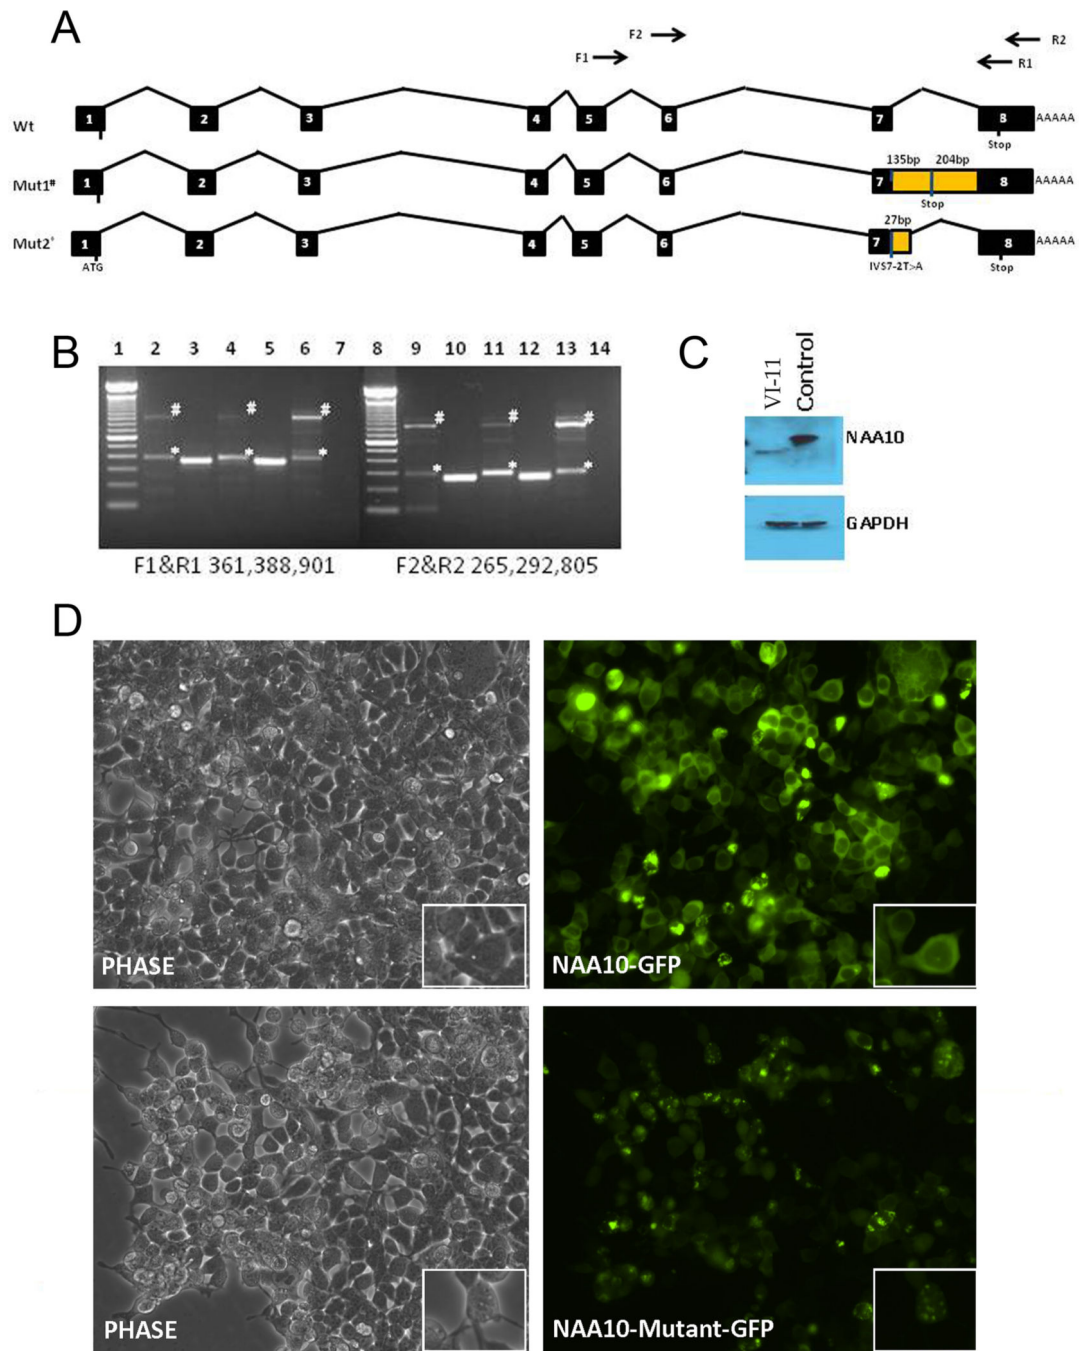 A
F1 F2 R1 R2
Wt 1 2 3 4 5 6 7 8 AAAAA
Stop
135bp 204bp
Mut1# 1 2 3 4 5 6 7 8 AAAAA
Stop
27bp
Mut2* 1 2 3 4 5 6 7 8 AAAAA
ATG IVS7-2T>A Stop
B
1 2 3 4 5 6 7 8 9 10 11 12 13 14
# # # # # #
* * * * * *
F1&R1 361,388,901 F2&R2 265,292,805
C
VI-11 Control
NAA10
GAPDH
D
PHASE NAA10-GFP
PHASE NAA10-Mutant-GFP